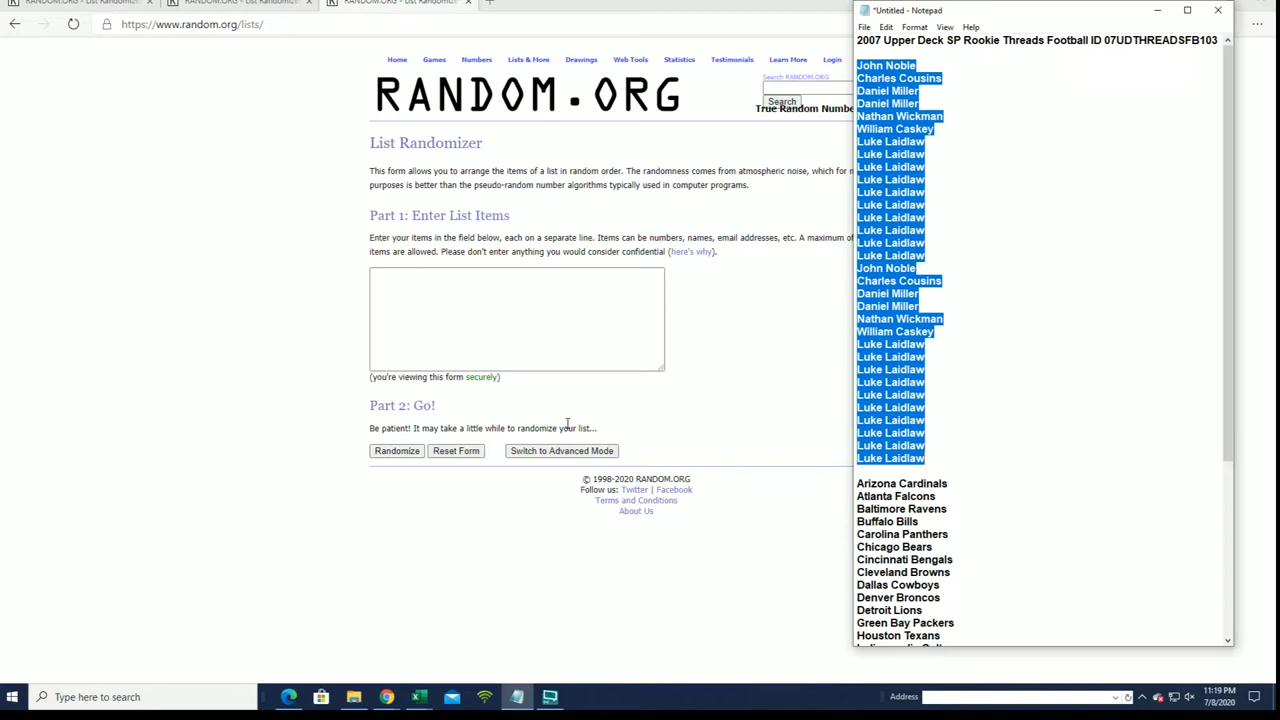 RANDOM.ORG - List Randomizer
RANDOM.ORG - List Randomizer
RANDOM.ORG - List Randomizer
https://www.random.org/lists/
Home Games Numbers Lists & More Drawings Web Tools Statistics Testimonials Learn More Login
RANDOM.ORG
Search RANDOM.ORG
Search
True Random Numbe
List Randomizer
This form allows you to arrange the items of a list in random order. The randomness comes from atmospheric noise, which for m
purposes is better than the pseudo-random number algorithms typically used in computer programs.
Part 1: Enter List Items
Enter your items in the field below, each on a separate line. Items can be numbers, names, email addresses, etc. A maximum of
items are allowed. Please don't enter anything you would consider confidential (here's why).
(you're viewing this form securely)
Part 2: Go!
Be patient! It may take a little while to randomize your list...
Randomize Reset Form Switch to Advanced Mode
© 1998-2020 RANDOM.ORG
Follow us: Twitter | Facebook
Terms and Conditions
About Us
*Untitled - Notepad
File Edit Format View Help
2007 Upper Deck SP Rookie Threads Football ID 07UDTHREADSFB103
John Noble
Charles Cousins
Daniel Miller
Daniel Miller
Nathan Wickman
William Caskey
Luke Laidlaw
Luke Laidlaw
Luke Laidlaw
Luke Laidlaw
Luke Laidlaw
Luke Laidlaw
Luke Laidlaw
Luke Laidlaw
Luke Laidlaw
Luke Laidlaw
John Noble
Charles Cousins
Daniel Miller
Daniel Miller
Nathan Wickman
William Caskey
Luke Laidlaw
Luke Laidlaw
Luke Laidlaw
Luke Laidlaw
Luke Laidlaw
Luke Laidlaw
Luke Laidlaw
Luke Laidlaw
Luke Laidlaw
Luke Laidlaw
Arizona Cardinals
Atlanta Falcons
Baltimore Ravens
Buffalo Bills
Carolina Panthers
Chicago Bears
Cincinnati Bengals
Cleveland Browns
Dallas Cowboys
Denver Broncos
Detroit Lions
Green Bay Packers
Houston Texans
Type here to search
Address
11:19 PM
7/8/2020